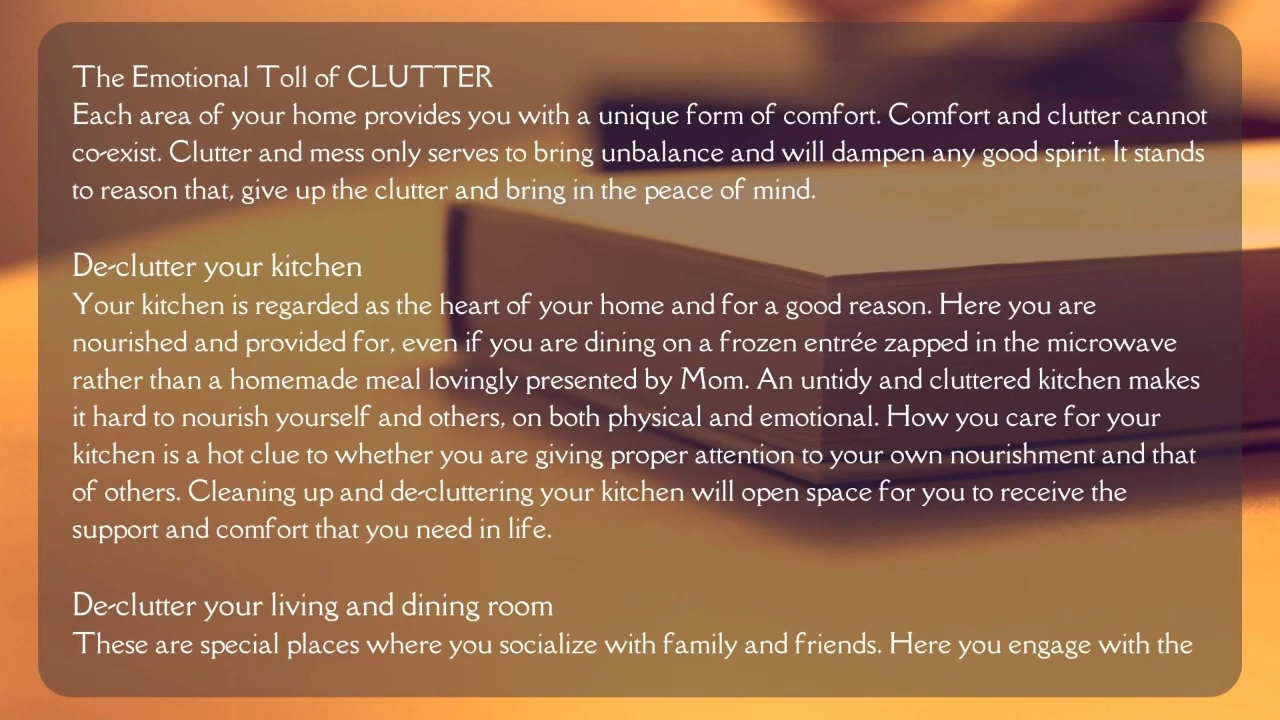 The Emotional Toll of CLUTTER
Each area of your home provides you with a unique form of comfort. Comfort and clutter cannot
co-exist. Clutter and mess only serves to bring unbalance and will dampen any good spirit. It stands
to reason that, give up the clutter and bring in the peace of mind.
De-clutter your kitchen
Your kitchen is regarded as the heart of your home and for a good reason. Here you are
nourished and provided for, even if you are dining on a frozen entrée zapped in the microwave
rather than a homemade meal lovingly presented by Mom. An untidy and cluttered kitchen makes
it hard to nourish yourself and others, on both physical and emotional. How you care for your
kitchen is a hot clue to whether you are giving proper attention to your own nourishment and that
of others. Cleaning up and de-cluttering your kitchen will open space for you to receive the
support and comfort that you need in life.
De-clutter your living and dining room
These are special places where you socialize with family and friends. Here you engage with the